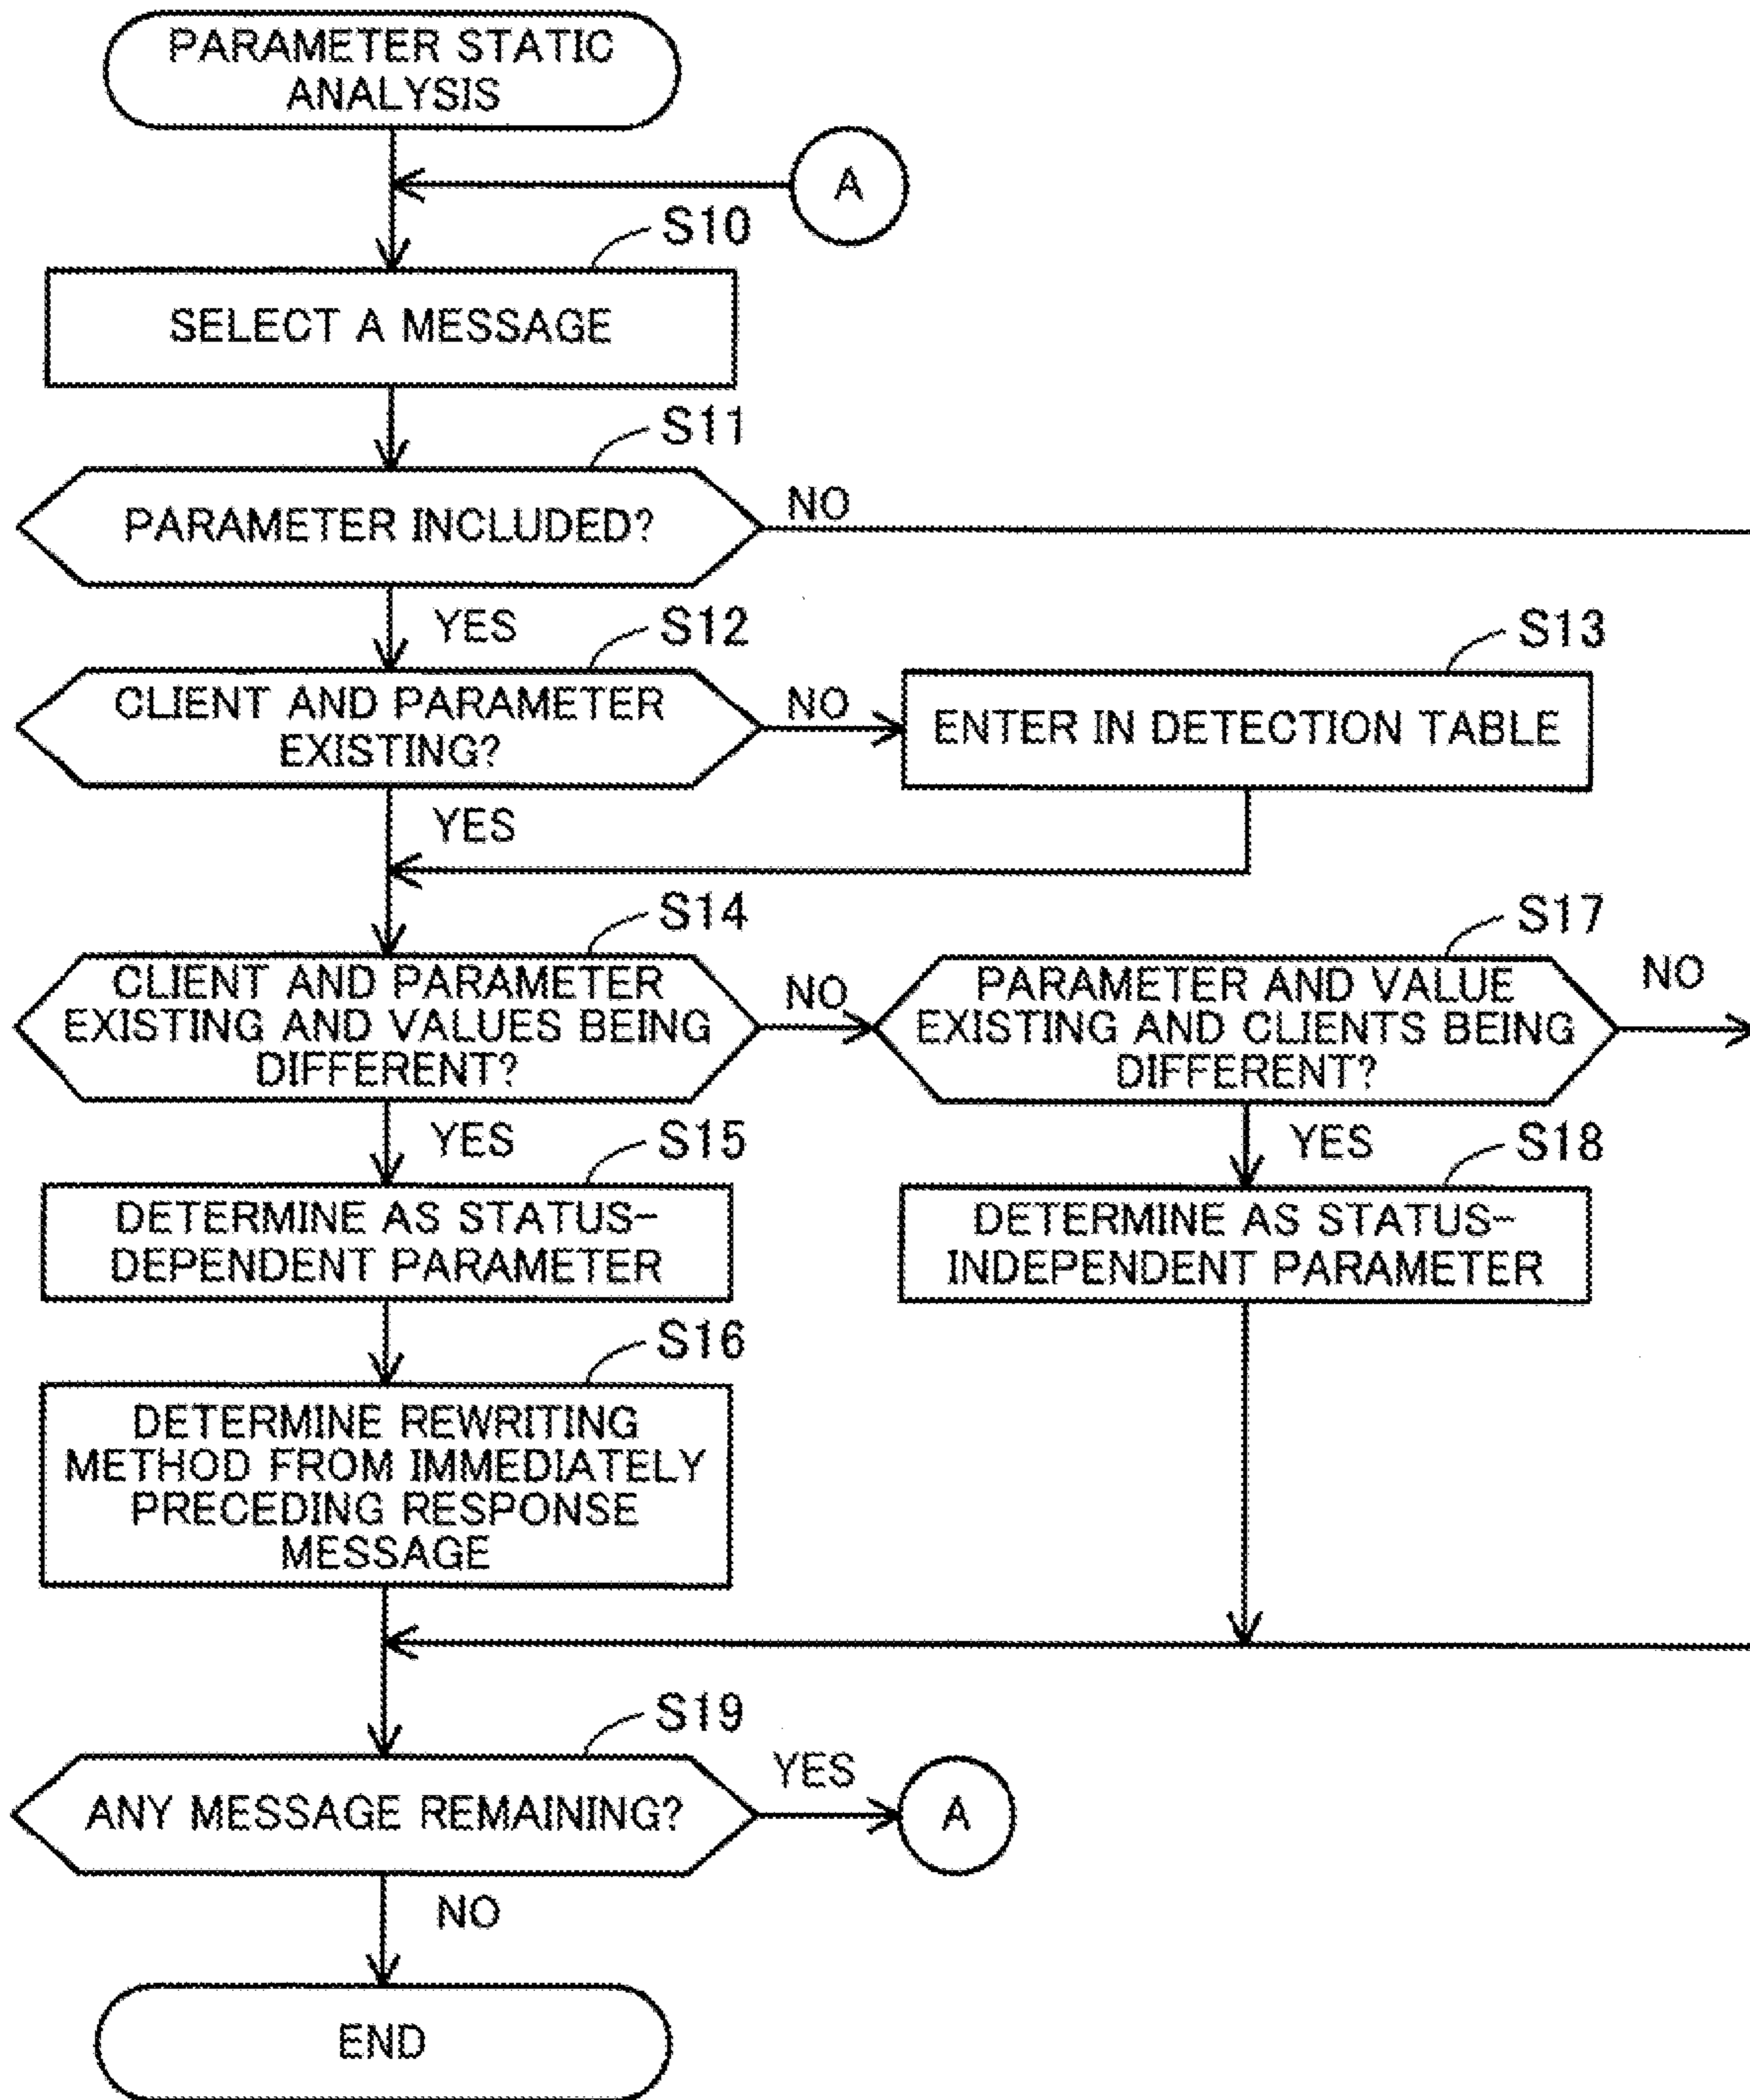 PARAMETER STATIC
ANALYSIS
A
S10
SELECT A MESSAGE
S11
PARAMETER INCLUDED?
NO
YES
S12
CLIENT AND PARAMETER
EXISTING?
NO
S13
ENTER IN DETECTION TABLE
YES
S14
CLIENT AND PARAMETER
EXISTING AND VALUES BEING
DIFFERENT?
NO
S17
PARAMETER AND VALUE
EXISTING AND CLIENTS BEING
DIFFERENT?
NO
YES
S15
DETERMINE AS STATUS-
DEPENDENT PARAMETER
YES
S18
DETERMINE AS STATUS-
INDEPENDENT PARAMETER
S16
DETERMINE REWRITING
METHOD FROM IMMEDIATELY
PRECEDING RESPONSE
MESSAGE
S19
ANY MESSAGE REMAINING?
YES
A
NO
END